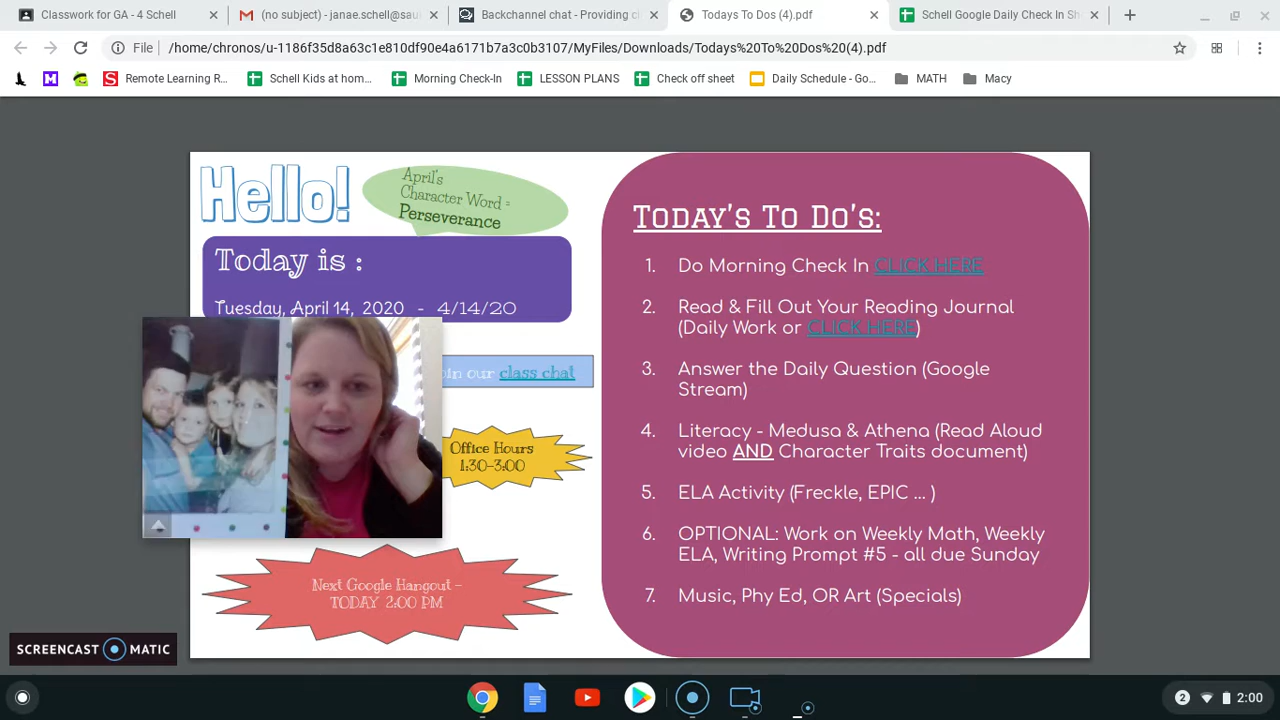 Classwork for GA - 4 Schell
(no subject) - janae.schell@sau
Backchannel chat - Providing cl
Todays To Dos (4).pdf
Schell Google Daily Check In She
File
/home/chronos/u-1186f35d8a63c1e810df90e4a6171b7a3c0b3107/MyFiles/Downloads/Todays%20To%20Dos%20(4).pdf
Remote Learning R...
Schell Kids at hom...
Morning Check-In
LESSON PLANS
Check off sheet
Daily Schedule - Go...
MATH
Macy
Hello!
April's
Character Word =
Perseverance
Today is :
Tuesday, April 14, 2020 - 4/14/20
oin our class chat
Office Hours
1:30-3:00
Next Google Hangout -
TODAY 2:00 PM
Today's To Do's:
1. Do Morning Check In CLICK HERE
2. Read & Fill Out Your Reading Journal
(Daily Work or CLICK HERE)
3. Answer the Daily Question (Google
Stream)
4. Literacy - Medusa & Athena (Read Aloud
video AND Character Traits document)
5. ELA Activity (Freckle, EPIC ... )
6. OPTIONAL: Work on Weekly Math, Weekly
ELA, Writing Prompt #5 - all due Sunday
7. Music, Phy Ed, OR Art (Specials)
SCREENCAST MATIC
2
2:00